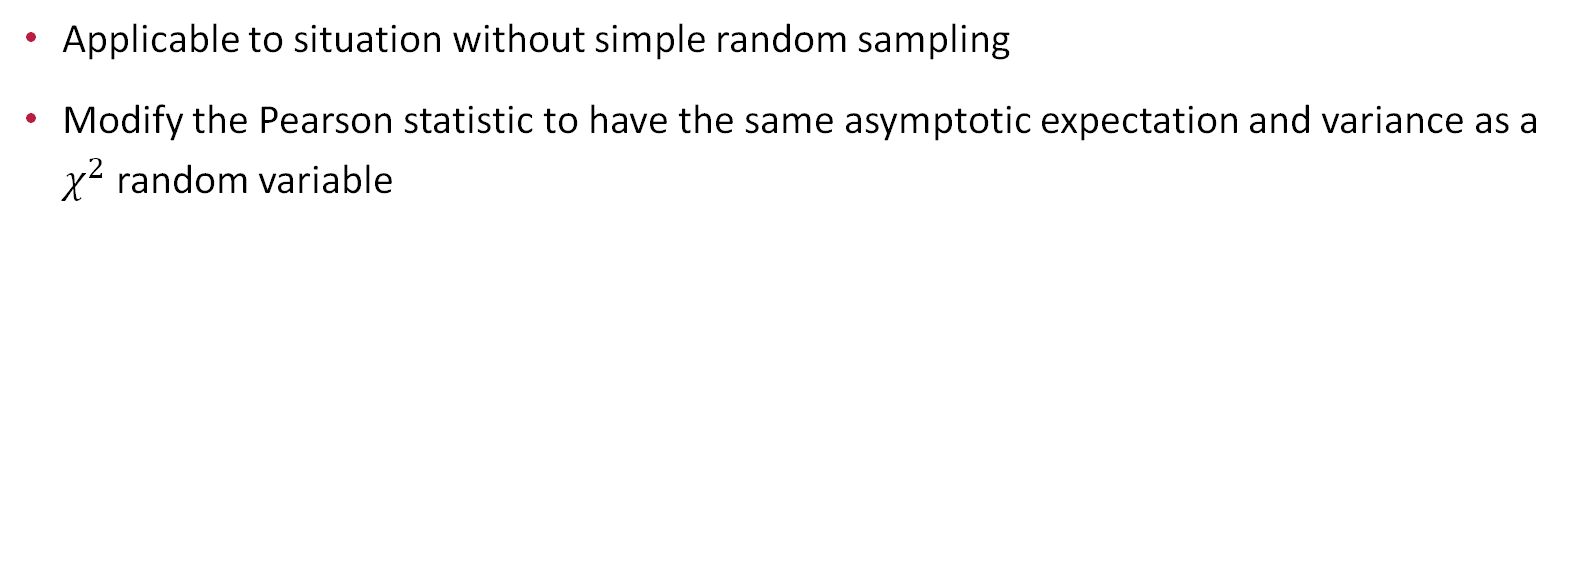 • Applicable to situation without simple random sampling
• Modify the Pearson statistic to have the same asymptotic expectation and variance as a
χ² random variable